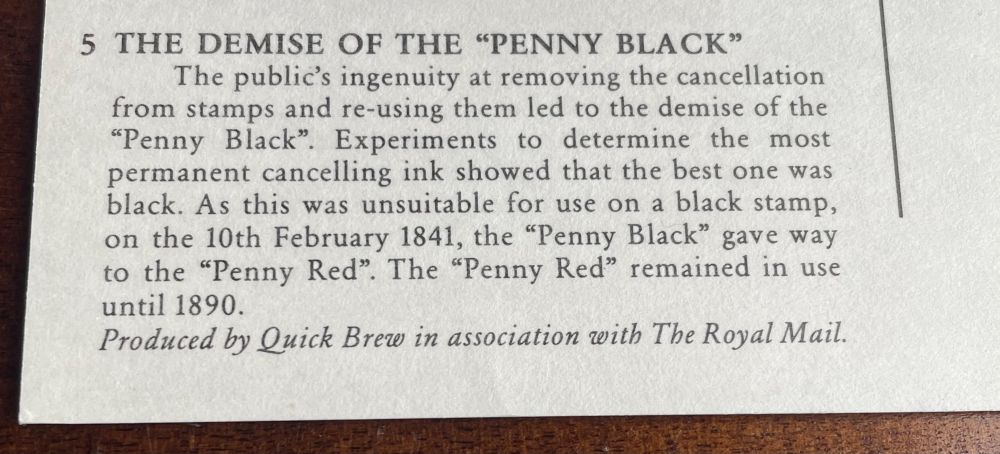 5 THE DEMISE OF THE “PENNY BLACK”
The public’s ingenuity at removing the cancellation
from stamps and re-using them led to the demise of the
“Penny Black”. Experiments to determine the most
permanent cancelling ink showed that the best one was
black. As this was unsuitable for use on a black stamp,
on the 10th February 1841, the “Penny Black” gave way
to the “Penny Red”. The “Penny Red” remained in use
until 1890.
Produced by Quick Brew in association with The Royal Mail.